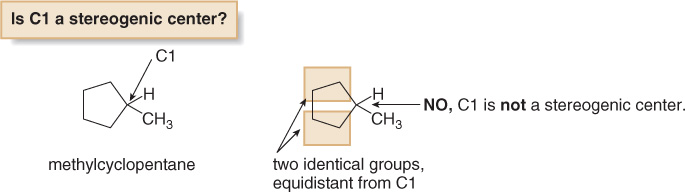 Is C1 a stereogenic center?
C1
H
CH3
methylcyclopentane
H
CH3
NO, C1 is not a stereogenic center.
two identical groups,
equidistant from C1